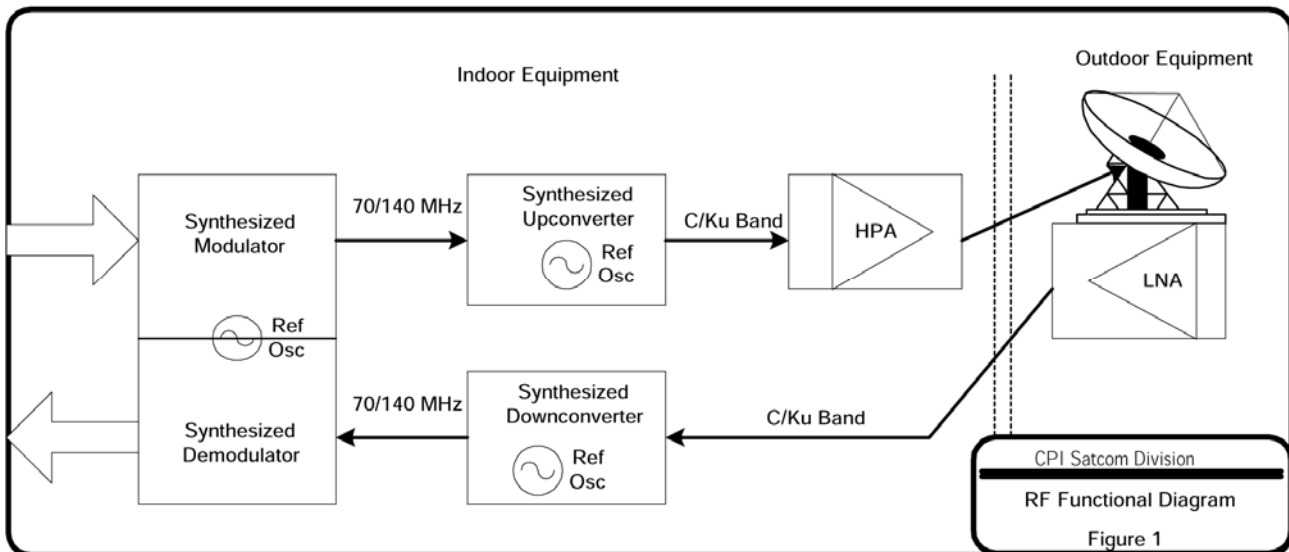 Indoor Equipment
Outdoor Equipment
Synthesized
Modulator
70/140 MHz
Synthesized
Upconverter
Ref
Osc
C/Ku Band
HPA
LNA
Ref
Osc
Synthesized
Demodulator
70/140 MHz
Synthesized
Downconverter
Ref
Osc
C/Ku Band
CPI Satcom Division
RF Functional Diagram
Figure 1